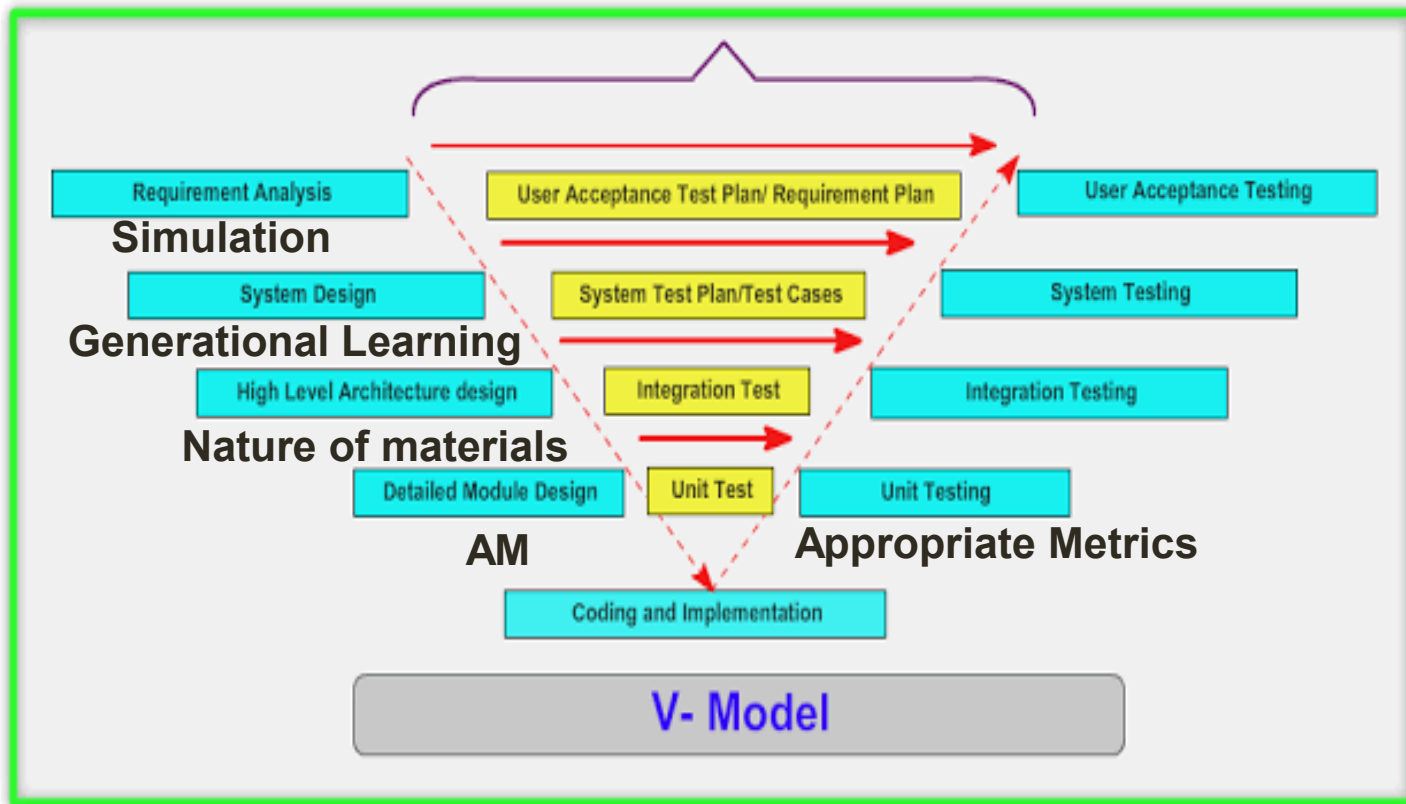 Requirement Analysis
User Acceptance Test Plan/ Requirement Plan
User Acceptance Testing
Simulation
System Design
System Test Plan/Test Cases
System Testing
Generational Learning
High Level Architecture design
Integration Test
Integration Testing
Nature of materials
Detailed Module Design
Unit Test
Unit Testing
AM
Appropriate Metrics
Coding and Implementation
V- Model